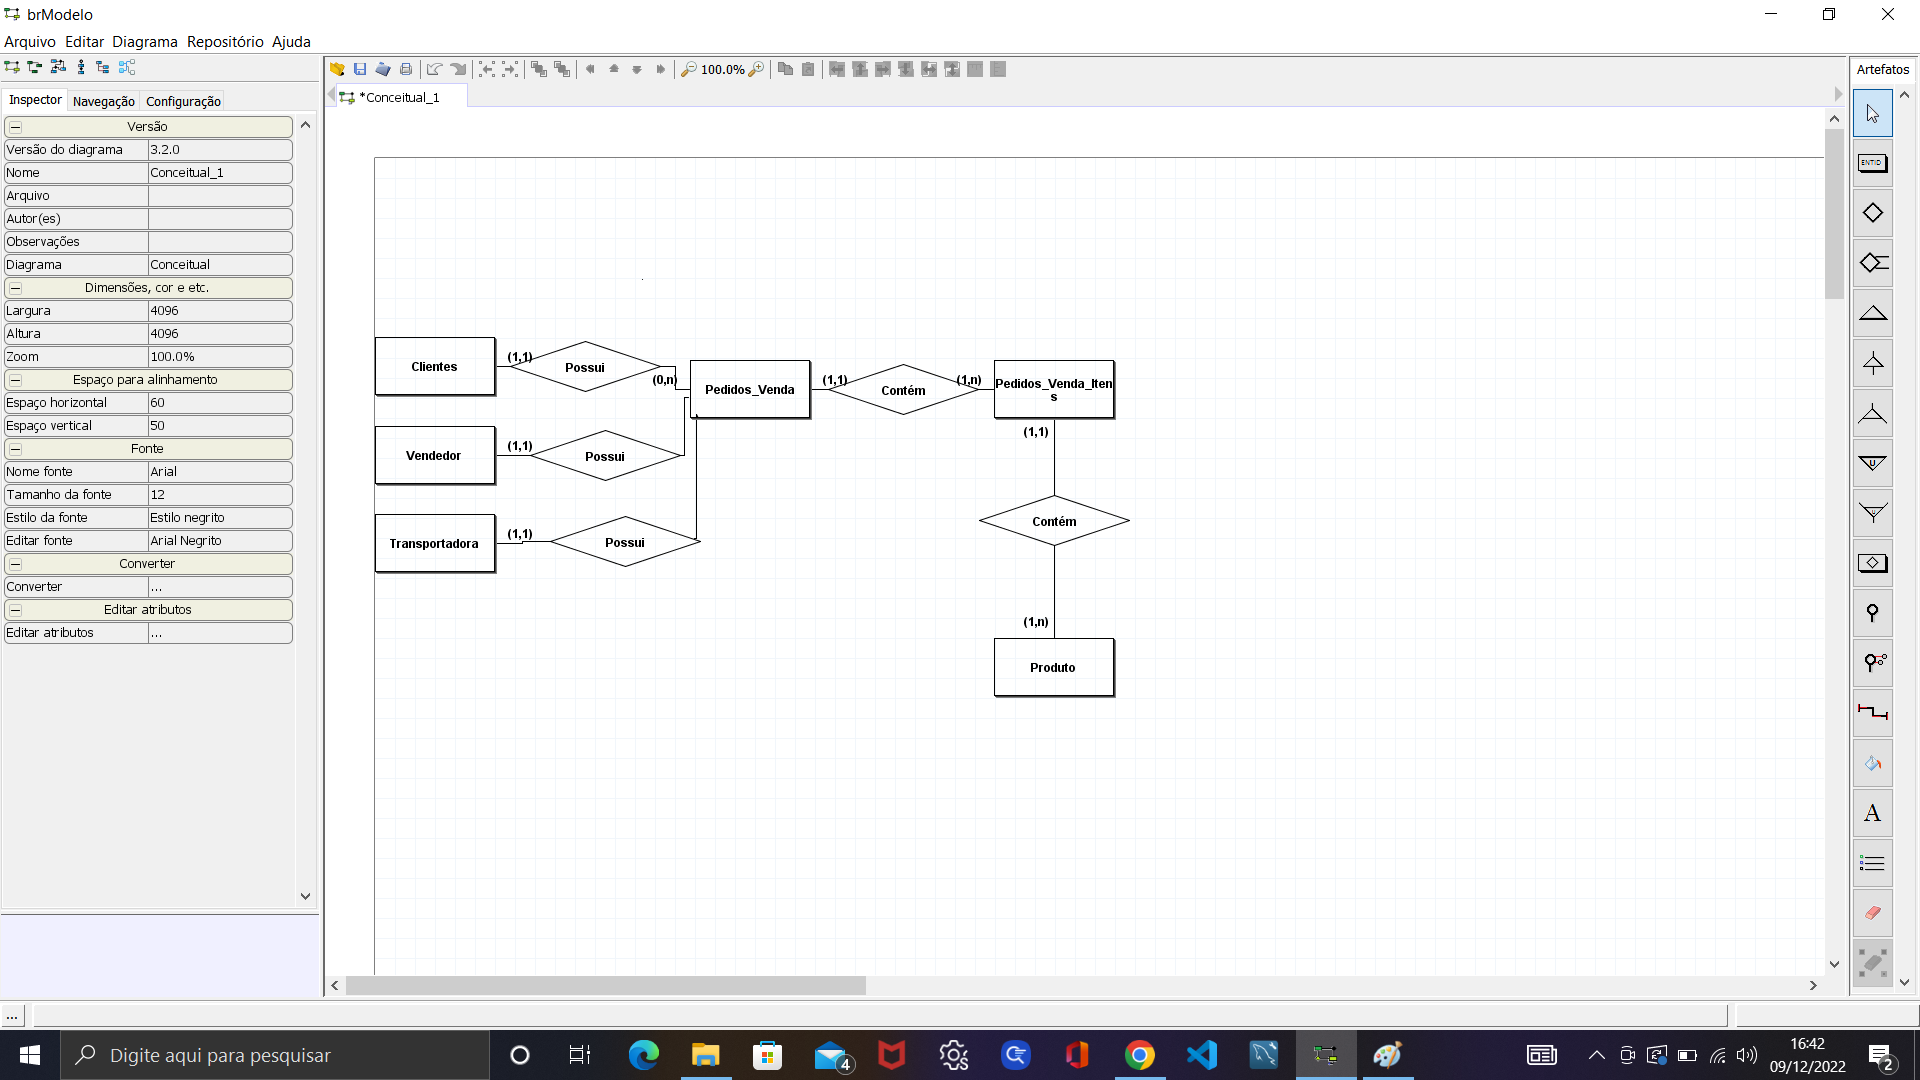 brModelo
Arquivo Editar Diagrama Repositório Ajuda
100.0%
Artefatos
Inspector Navegação Configuração
*Conceitual_1
Versão
Versão do diagrama 3.2.0
Nome Conceitual_1
Arquivo
Autor(es)
Observações
Diagrama Conceitual
Dimensões, cor e etc.
Largura 4096
Altura 4096
Zoom 100.0%
Espaço para alinhamento
Espaço horizontal 60
Espaço vertical 50
Fonte
Nome fonte Arial
Tamanho da fonte 12
Estilo da fonte Estilo negrito
Editar fonte Arial Negrito
Converter
Converter ...
Editar atributos
Editar atributos ...
Clientes
(1,1)
Possui
(0,n)
Pedidos_Venda
(1,1)
Contém
(1,n)
Pedidos_Venda_Iten
s
Vendedor
(1,1)
Possui
(1,1)
Transportadora
(1,1)
Possui
Contém
(1,n)
Produto
ENTID
U
A
...
Digite aqui para pesquisar
4
16:42
09/12/2022
2